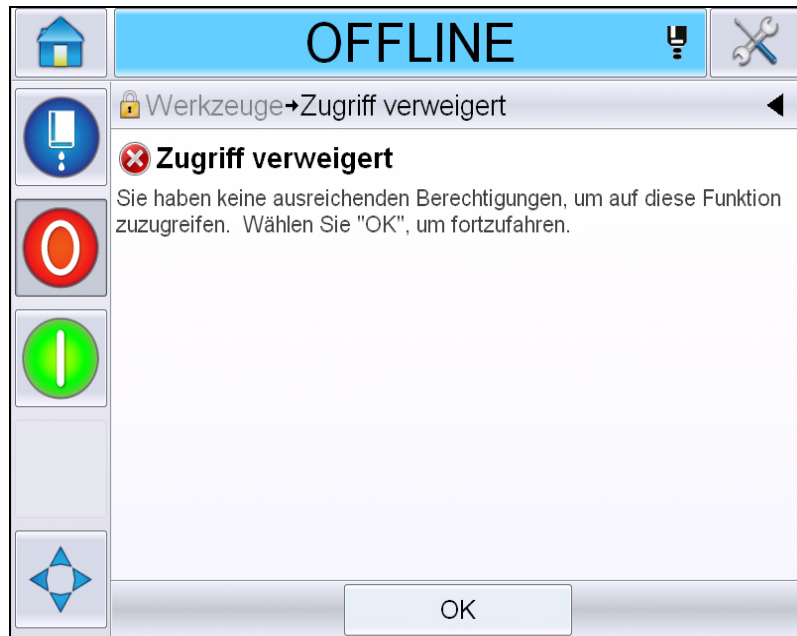 OFFLINE
Werkzeuge→Zugriff verweigert
Zugriff verweigert
Sie haben keine ausreichenden Berechtigungen, um auf diese Funktion
zuzugreifen.  Wählen Sie "OK", um fortzufahren.
OK